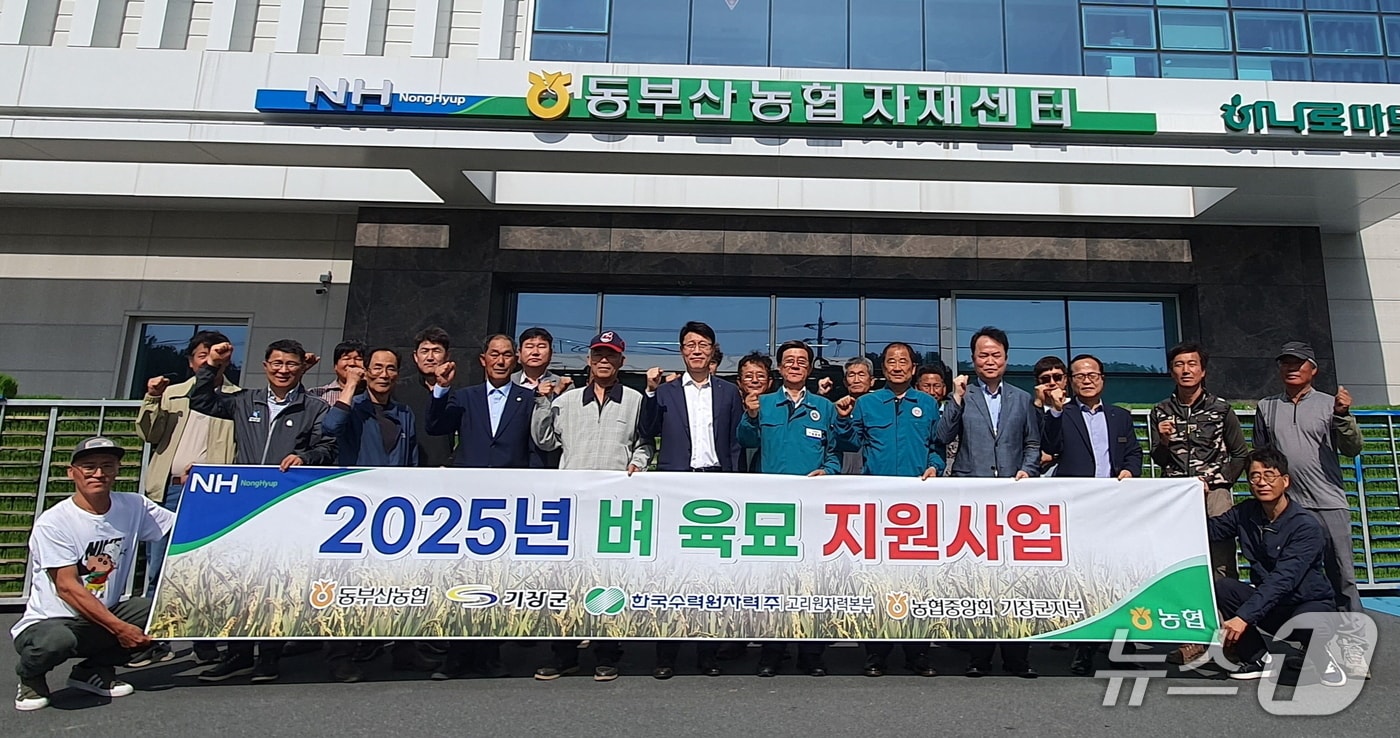 NH NongHyup 동부산농협 자재센터
하나로마트
NH NongHyup
2025년 벼 육묘 지원사업
동부산농협 기장군 한국수력원자력㈜ 고리원자력본부 농협중앙회 기장군지부
농협
뉴스1